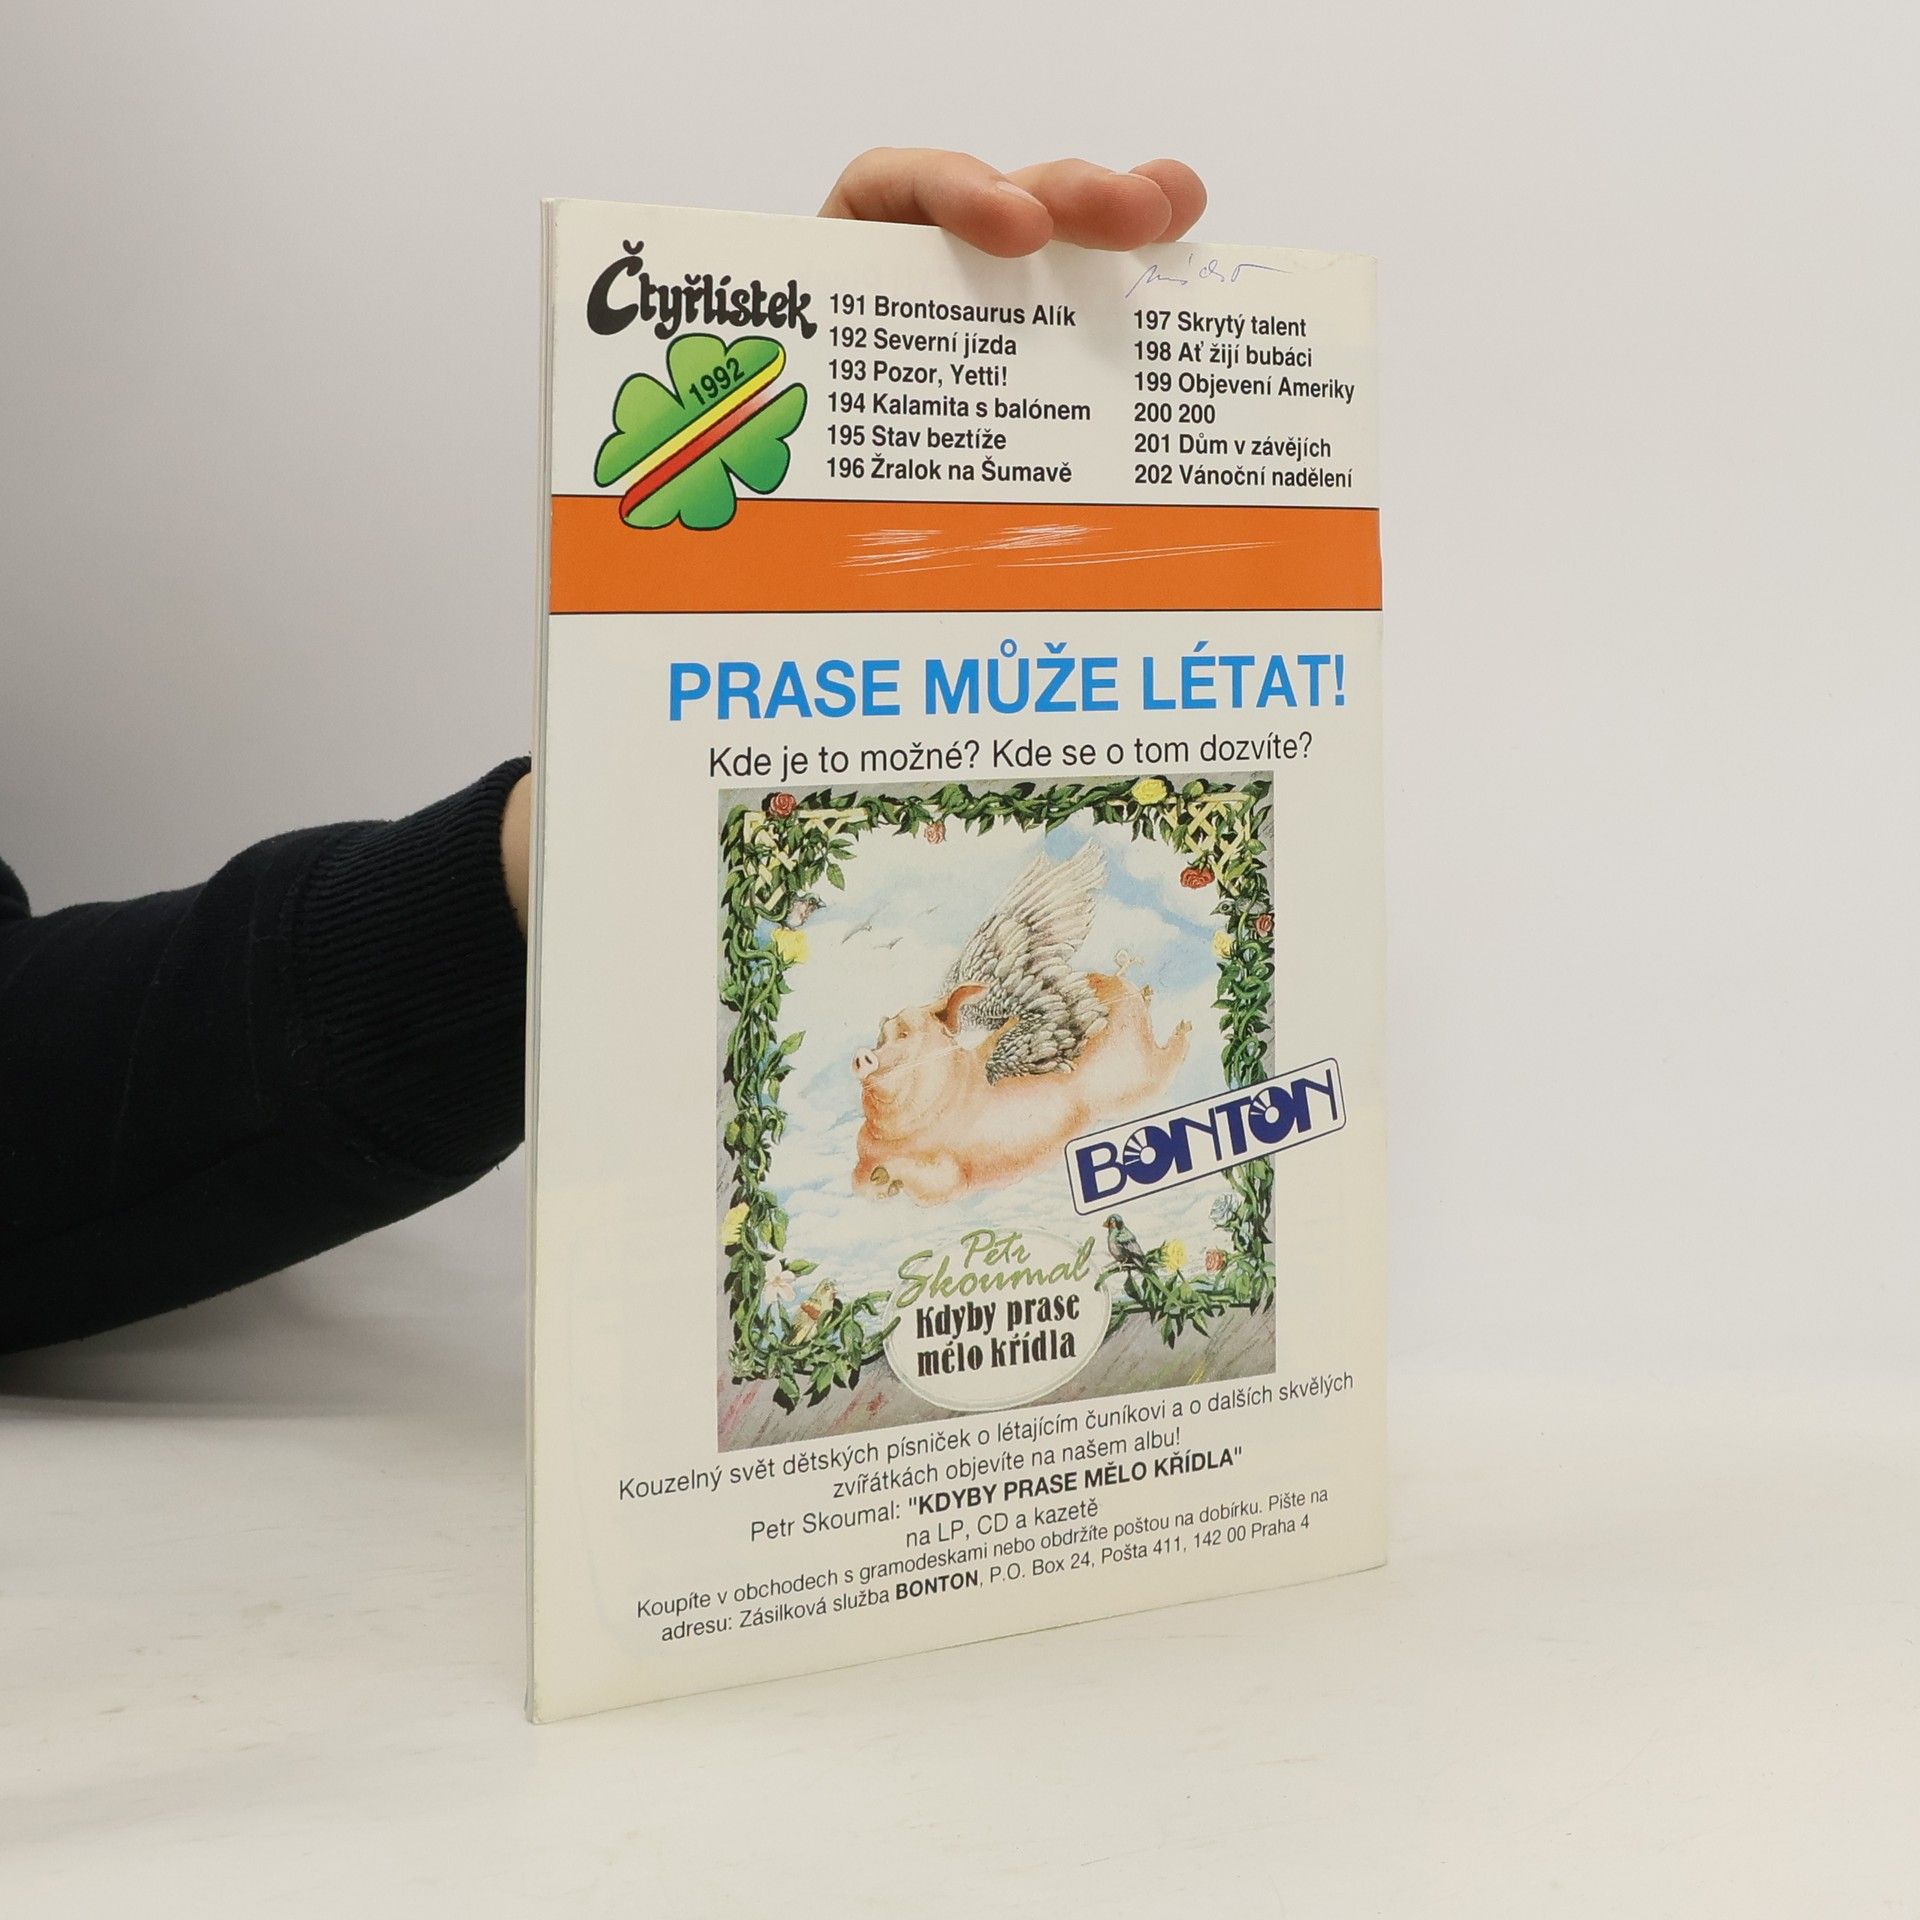 Čtyřlístek
1992
191 Brontosaurus Alík
192 Severní jízda
193 Pozor, Yetti!
194 Kalamita s balónem
195 Stav beztíže
196 Žralok na Šumavě
197 Skrytý talent
198 Ať žijí bubáci
199 Objevení Ameriky
200 200
201 Dům v závějích
202 Vánoční nadělení
PRASE MŮŽE LÉTAT!
Kde je to možné? Kde se o tom dozvíte?
BONTON
Petr
Skoumal
Kdyby prase
mělo křídla
Kouzelný svět dětských písniček o létajícím čuníkovi a o dalších skvělých
zvířátkách objevíte na našem albu!
Petr Skoumal: "KDYBY PRASE MĚLO KŘÍDLA"
na LP, CD a kazetě
Koupíte v obchodech s gramodeskami nebo obdržíte poštou na dobírku. Pište na
adresu: Zásilková služba BONTON, P.O. Box 24, Pošta 411, 142 00 Praha 4